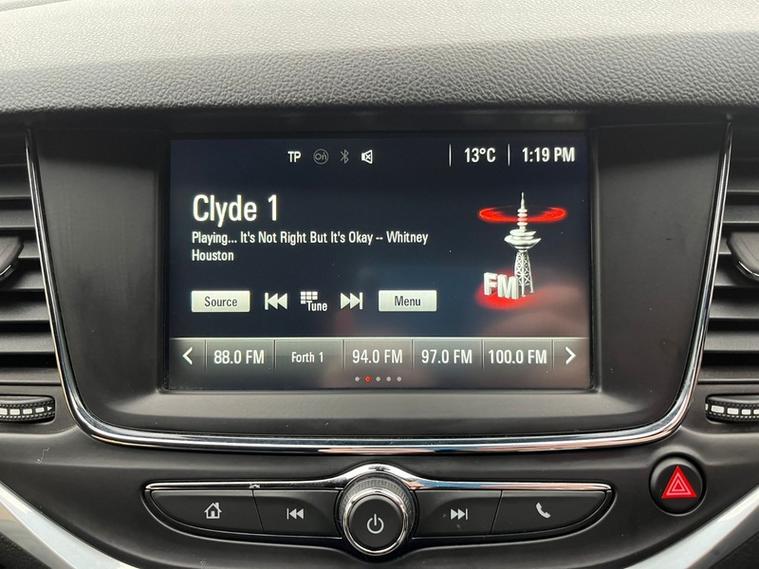 TP On 13°C 1:19 PM
Clyde 1
Playing... It's Not Right But It's Okay -- Whitney
Houston
FM
Source Tune Menu
88.0 FM Forth 1 94.0 FM 97.0 FM 100.0 FM